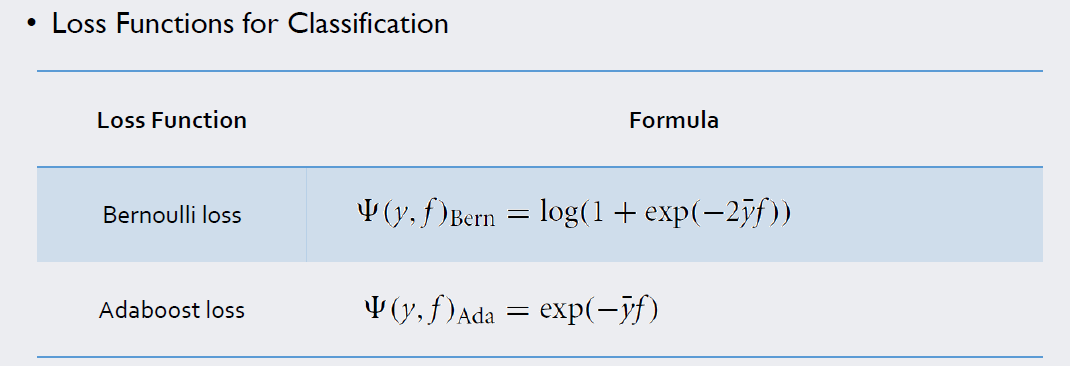 • Loss Functions for Classification
Loss Function Formula
Bernoulli loss Ψ(y, f)Bern = log(1 + exp(−2ȳf))
Adaboost loss Ψ(y, f)Ada = exp(−ȳf)